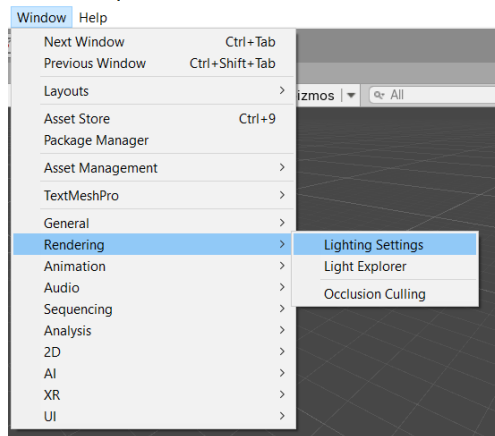 Window Help
Next Window Ctrl+Tab
Previous Window Ctrl+Shift+Tab
Layouts
izmos
All
Asset Store Ctrl+9
Package Manager
Asset Management
TextMeshPro
General
Rendering
Lighting Settings
Animation
Light Explorer
Audio
Occlusion Culling
Sequencing
Analysis
2D
AI
XR
UI